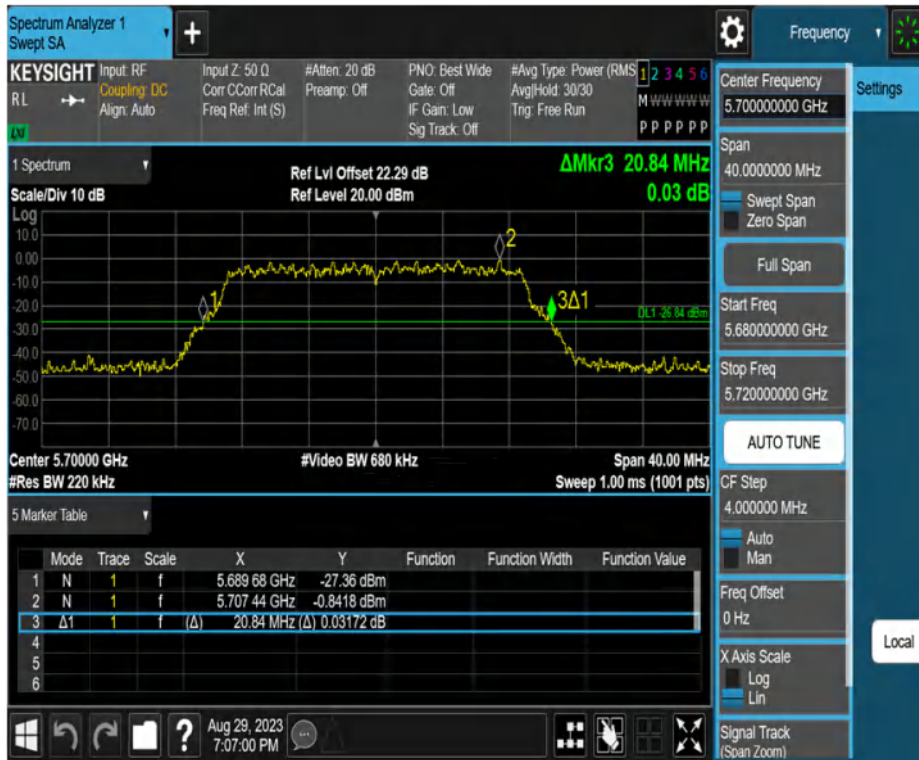 Spectrum Analyzer 1
Swept SA
+
Frequency
KEYSIGHT
RL
LXI
Input: RF
Coupling: DC
Align: Auto
Input Z: 50 Ω
Corr CCorr RCal
Freq Ref: Int (S)
#Atten: 20 dB
Preamp: Off
PNO: Best Wide
Gate: Off
IF Gain: Low
Sig Track: Off
#Avg Type: Power (RMS
Avg|Hold: 30/30
Trig: Free Run
1 2 3 4 5 6
M W W W W W
P P P P P P
1 Spectrum
Scale/Div 10 dB
Ref Lvl Offset 22.29 dB
Ref Level 20.00 dBm
ΔMkr3 20.84 MHz
0.03 dB
Log
10.0
0.00
-10.0
-20.0
-30.0
-40.0
-50.0
-60.0
-70.0
1
2
3Δ1
DL1 -26.84 dBm
Center 5.70000 GHz
#Video BW 680 kHz
Span 40.00 MHz
#Res BW 220 kHz
Sweep 1.00 ms (1001 pts)
5 Marker Table
Mode Trace Scale X Y Function Function Width Function Value
1 N 1 f 5.689 68 GHz -27.36 dBm
2 N 1 f 5.707 44 GHz -0.8418 dBm
3 Δ1 1 f (Δ) 20.84 MHz (Δ) 0.03172 dB
4
5
6
?
Aug 29, 2023
7:07:00 PM
Center Frequency
5.700000000 GHz
Settings
Span
40.0000000 MHz
Swept Span
Zero Span
Full Span
Start Freq
5.680000000 GHz
Stop Freq
5.720000000 GHz
AUTO TUNE
CF Step
4.000000 MHz
Auto
Man
Freq Offset
0 Hz
X Axis Scale
Log
Lin
Local
Signal Track
(Span Zoom)